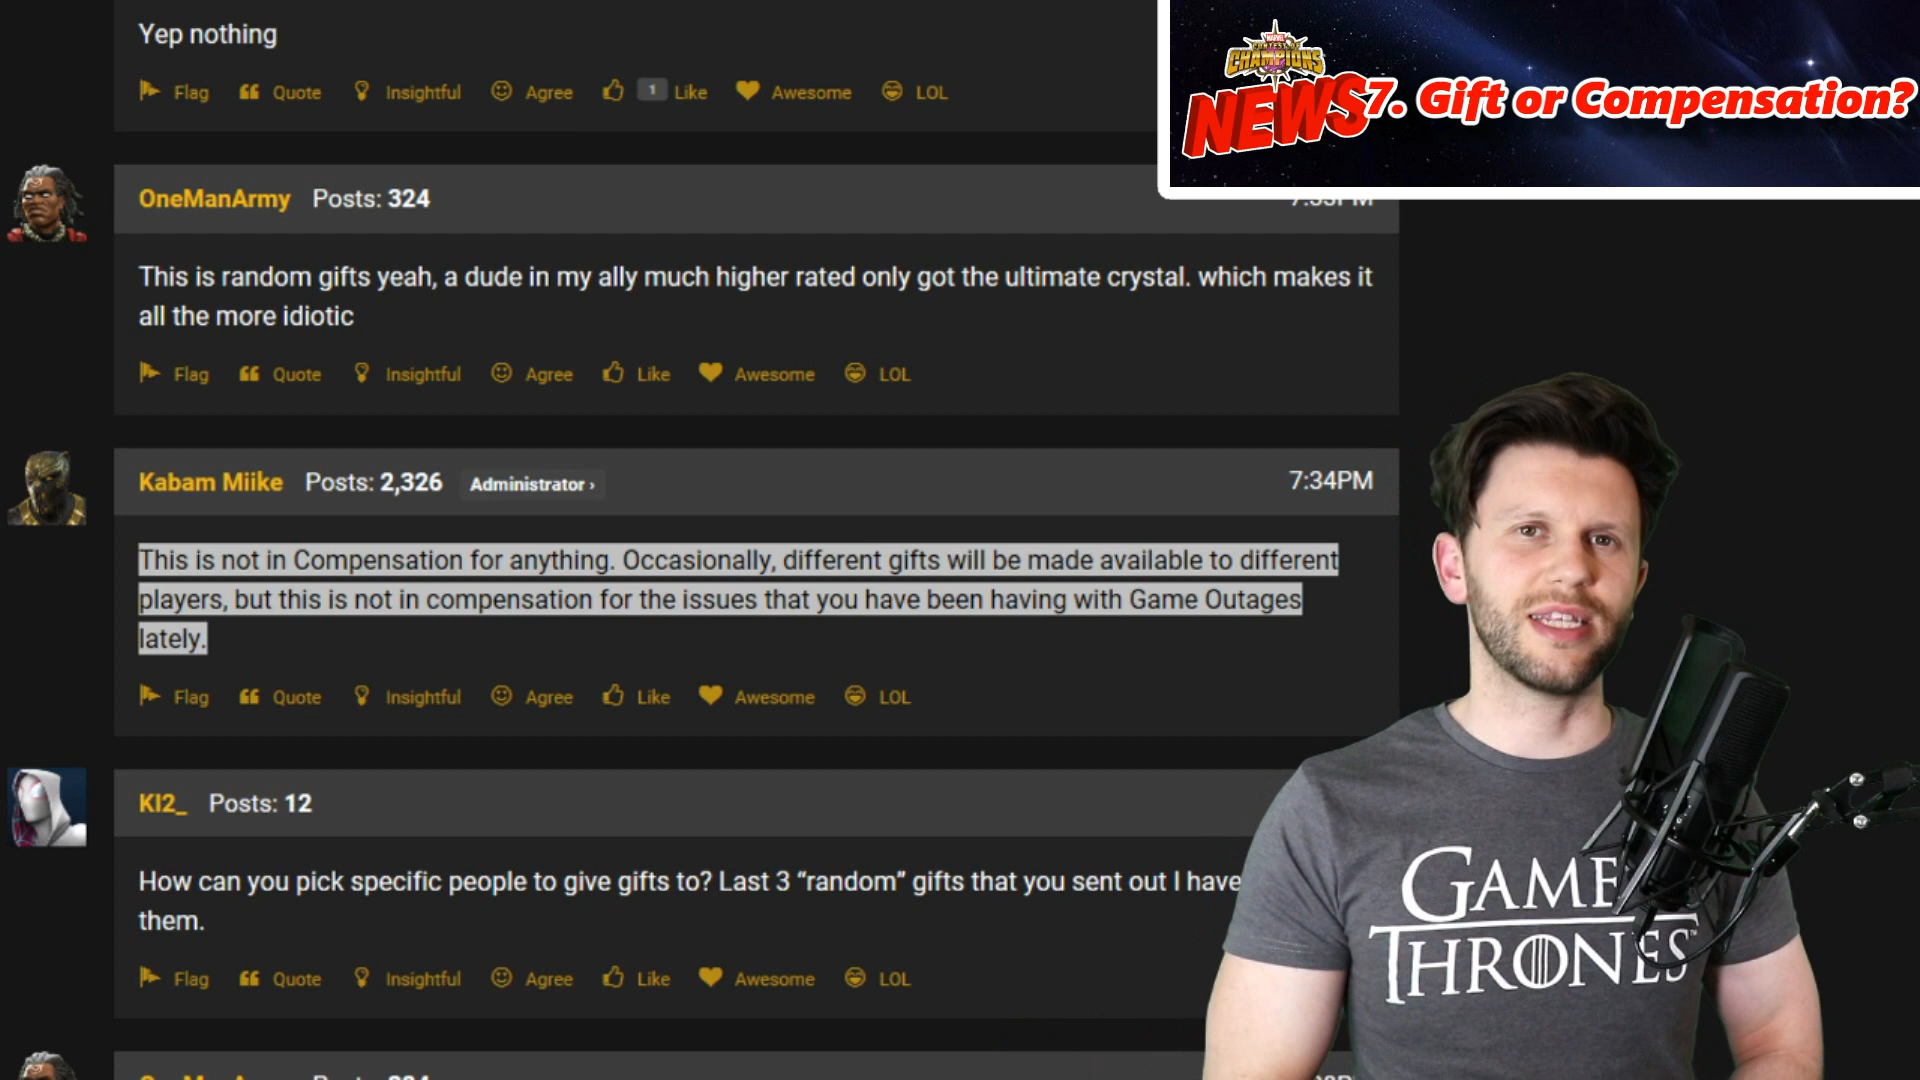 Yep nothing
Flag Quote Insightful Agree 1 Like Awesome LOL
MARVEL
CONTEST OF
CHAMPIONS
NEWS 7. Gift or Compensation?
OneManArmy Posts: 324
This is random gifts yeah, a dude in my ally much higher rated only got the ultimate crystal. which makes it
all the more idiotic
Flag Quote Insightful Agree Like Awesome LOL
Kabam Miike Posts: 2,326 Administrator › 7:34PM
This is not in Compensation for anything. Occasionally, different gifts will be made available to different
players, but this is not in compensation for the issues that you have been having with Game Outages
lately.
Flag Quote Insightful Agree Like Awesome LOL
KI2_ Posts: 12
How can you pick specific people to give gifts to? Last 3 “random” gifts that you sent out I have
them.
Flag Quote Insightful Agree Like Awesome LOL
GAME
THRONES